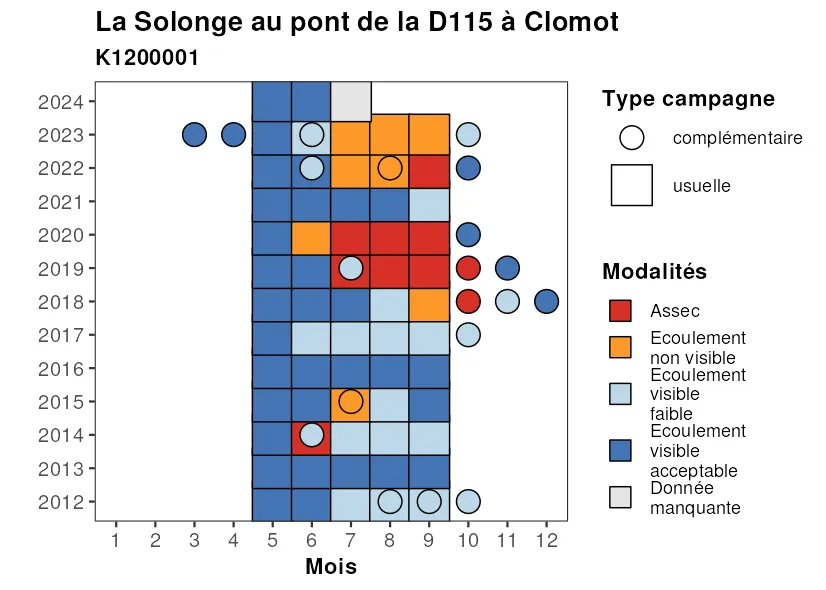 La Solonge au pont de la D115 à Clomot
K1200001
2024
2023
2022
2021
2020
2019
2018
2017
2016
2015
2014
2013
2012
1 2 3 4 5 6 7 8 9 10 11 12
Mois
Type campagne
complémentaire
usuelle
Modalités
Assec
Ecoulement
non visible
Ecoulement
visible
faible
Ecoulement
visible
acceptable
Donnée
manquante